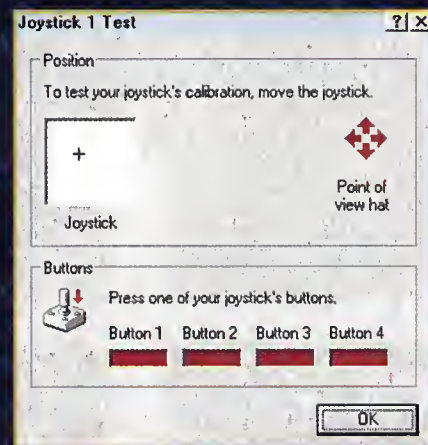 Joystick 1 Test
Position
To test your joystick's calibration, move the joystick.
Joystick
Point of
view hat
Buttons
Press one of your joystick's buttons.
Button 1 Button 2 Button 3 Button 4
OK